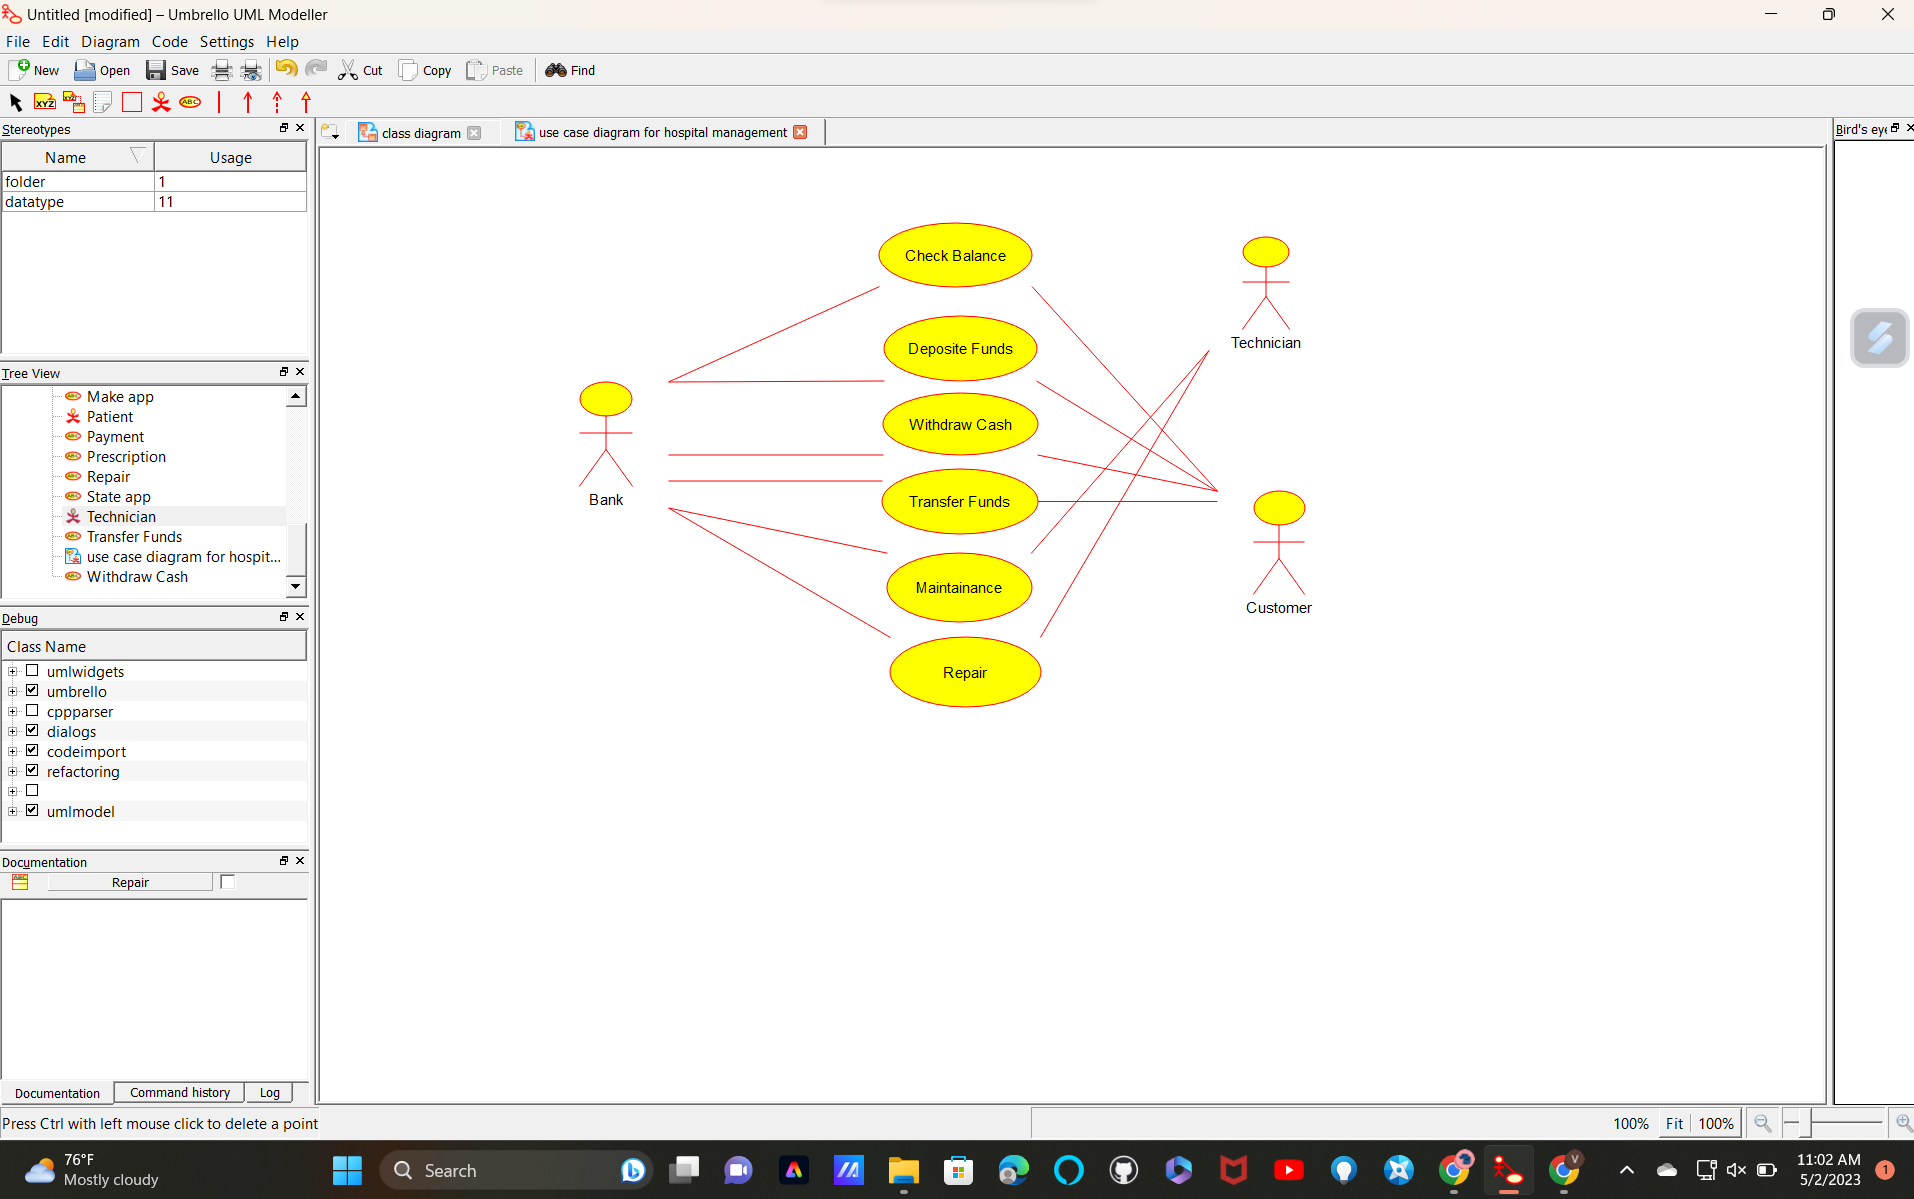 Untitled [modified] – Umbrello UML Modeller
File Edit Diagram Code Settings Help
New Open Save Cut Copy Paste Find
XYZ XYZ ABC
Stereotypes
Name Usage
folder 1
datatype 11
Tree View
Make app
Patient
Payment
Prescription
Repair
State app
Technician
Transfer Funds
use case diagram for hospit...
Withdraw Cash
Debug
Class Name
umlwidgets
umbrello
cppparser
dialogs
codeimport
refactoring
umlmodel
Documentation
Repair
Documentation Command history Log
Press Ctrl with left mouse click to delete a point
class diagram use case diagram for hospital management
Bird's eye
Check Balance
Deposite Funds
Withdraw Cash
Transfer Funds
Maintainance
Repair
Bank
Technician
Customer
100% Fit 100%
76°F
Mostly cloudy
Search
V
11:02 AM
5/2/2023
1